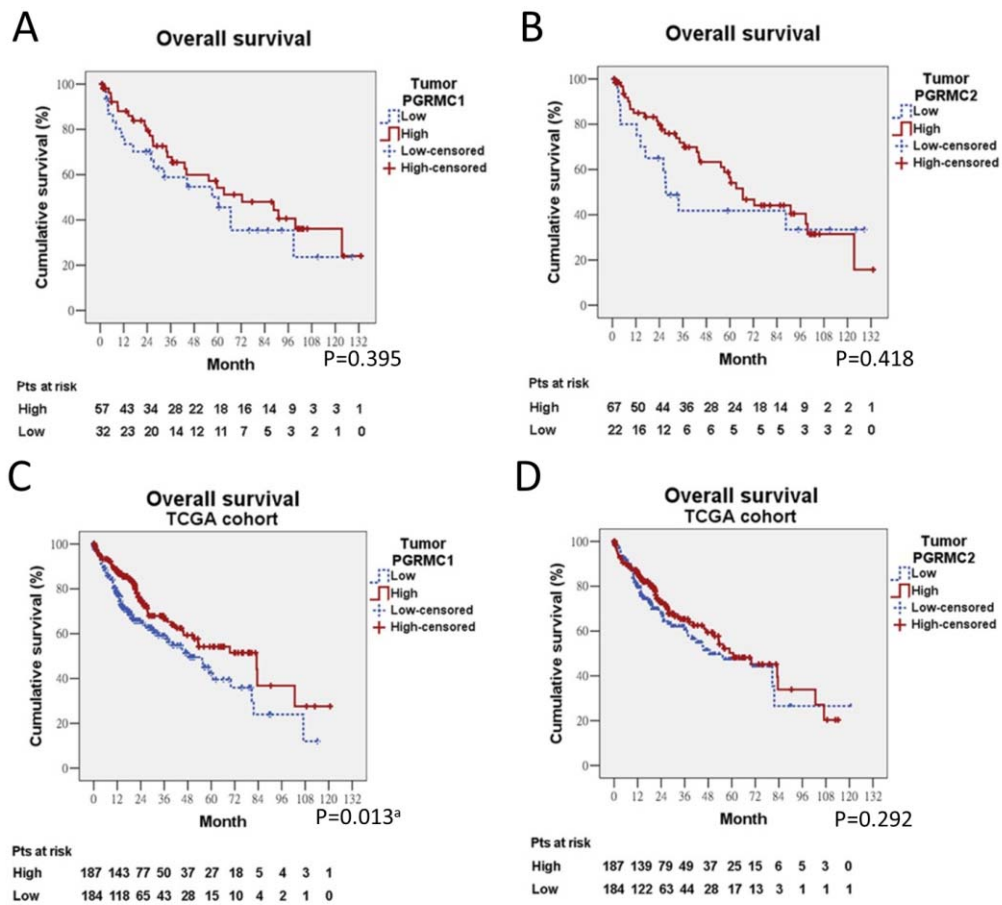 A
Overall survival
Cumulative survival (%)
100
80
60
40
20
0
0 12 24 36 48 60 72 84 96 108 120 132
Month
P=0.395
Tumor
PGRMC1
Low
High
Low-censored
High-censored
Pts at risk
High 57 43 34 28 22 18 16 14 9 3 3 1
Low 32 23 20 14 12 11 7 5 3 2 1 0
B
Overall survival
Cumulative survival (%)
100
80
60
40
20
0
0 12 24 36 48 60 72 84 96 108 120 132
Month
P=0.418
Tumor
PGRMC2
Low
High
Low-censored
High-censored
Pts at risk
High 67 50 44 36 28 24 18 14 9 2 2 1
Low 22 16 12 6 6 5 5 5 3 3 2 0
C
Overall survival
TCGA cohort
Cumulative survival (%)
100
80
60
40
20
0
0 12 24 36 48 60 72 84 96 108 120 132
Month
P=0.013ᵃ
Tumor
PGRMC1
Low
High
Low-censored
High-censored
Pts at risk
High 187 143 77 50 37 27 18 5 4 3 1
Low 184 118 65 43 28 15 10 4 2 1 0
D
Overall survival
TCGA cohort
Cumulative survival (%)
100
80
60
40
20
0
0 12 24 36 48 60 72 84 96 108 120 132
Month
P=0.292
Tumor
PGRMC2
Low
High
Low-censored
High-censored
Pts at risk
High 187 139 79 49 37 25 15 6 5 3 0
Low 184 122 63 44 28 17 13 3 1 1 1